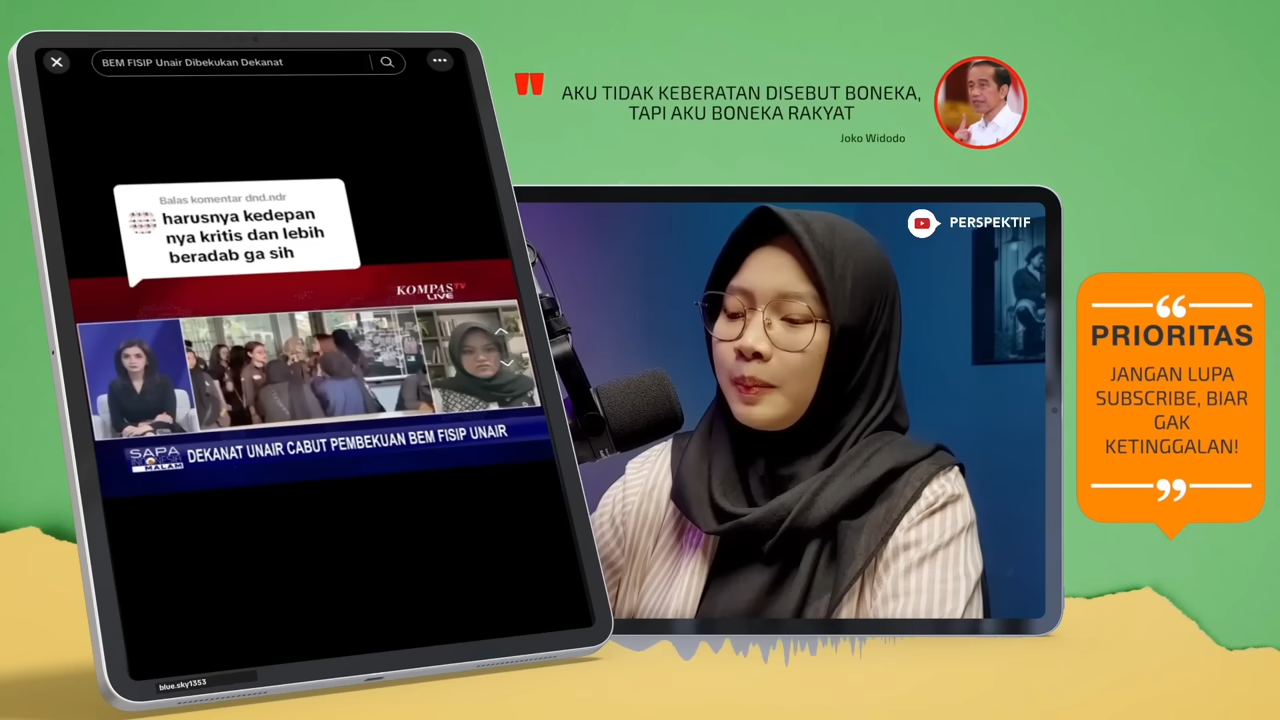 BEM FISIP Unair Dibekukan Dekanat
Balas komentar dnd.ndr
harusnya kedepan
nya kritis dan lebih
beradab ga sih
KOMPAS TV
LIVE
SAPA
INDONESIA
MALAM
DEKANAT UNAIR CABUT PEMBEKUAN BEM FISIP UNAIR
blue.sky1353
AKU TIDAK KEBERATAN DISEBUT BONEKA,
TAPI AKU BONEKA RAKYAT
Joko Widodo
PERSPEKTIF
PRIORITAS
JANGAN LUPA
SUBSCRIBE, BIAR
GAK
KETINGGALAN!